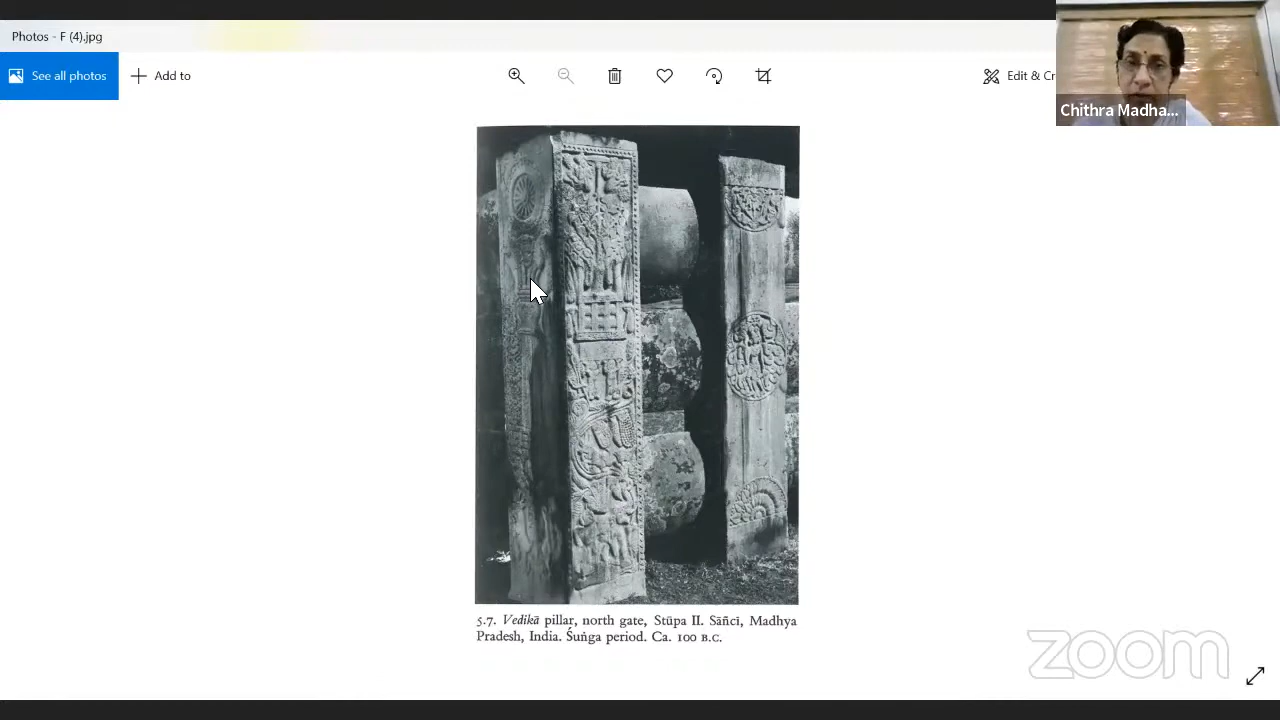 Photos - F (4).jpg
See all photos
Add to
Edit & Cr
Chithra Madha...
5.7. Vedikā pillar, north gate, Stūpa II. Sāñcī, Madhya
Pradesh, India. Śuṅga period. Ca. 100 B.C.
zoom